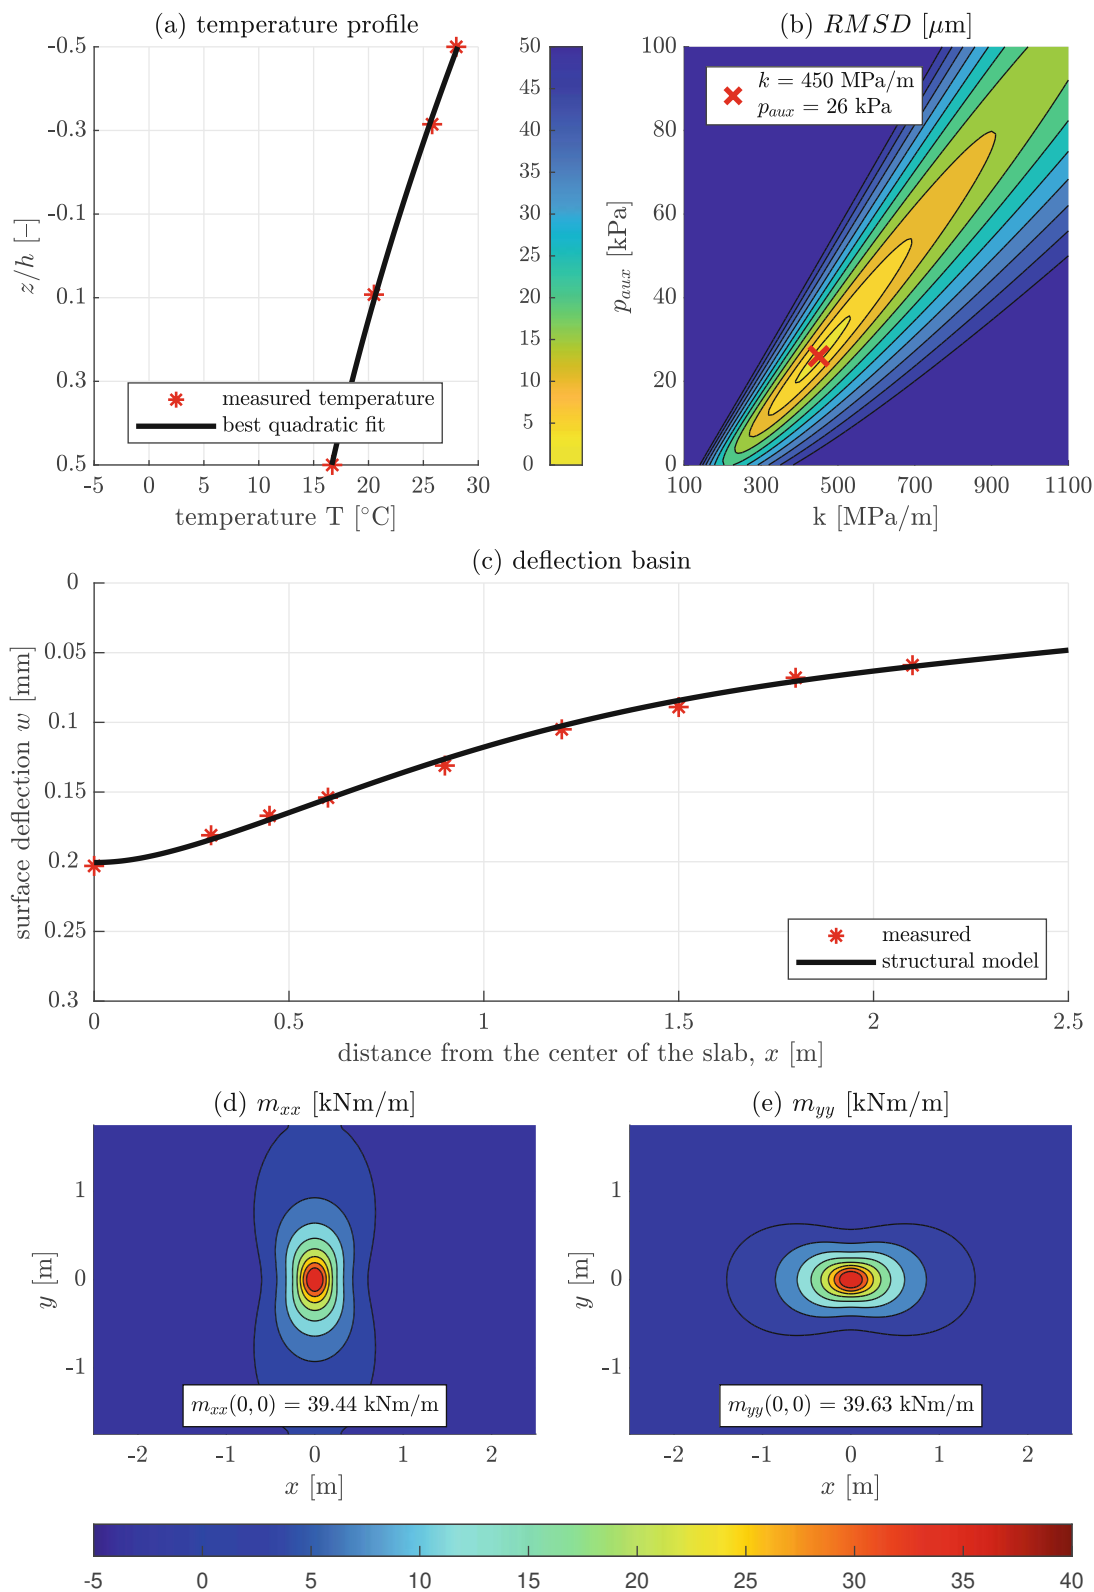 (a) temperature profile
-0.5
-0.3
-0.1
0.1
0.3
0.5
z/h [−]
measured temperature
best quadratic fit
-5 0 5 10 15 20 25 30
temperature T [°C]
50
45
40
35
30
25
20
15
10
5
0
(b) RMSD [μm]
100
80
60
40
20
0
p_aux [kPa]
k = 450 MPa/m
p_aux = 26 kPa
100 300 500 700 900 1100
k [MPa/m]
(c) deflection basin
0
0.05
0.1
0.15
0.2
0.25
0.3
surface deflection w [mm]
measured
structural model
0 0.5 1 1.5 2 2.5
distance from the center of the slab, x [m]
(d) m_xx [kNm/m]
1
0
-1
y [m]
m_xx(0, 0) = 39.44 kNm/m
-2 -1 0 1 2
x [m]
(e) m_yy [kNm/m]
1
0
-1
y [m]
m_yy(0, 0) = 39.63 kNm/m
-2 -1 0 1 2
x [m]
-5 0 5 10 15 20 25 30 35 40